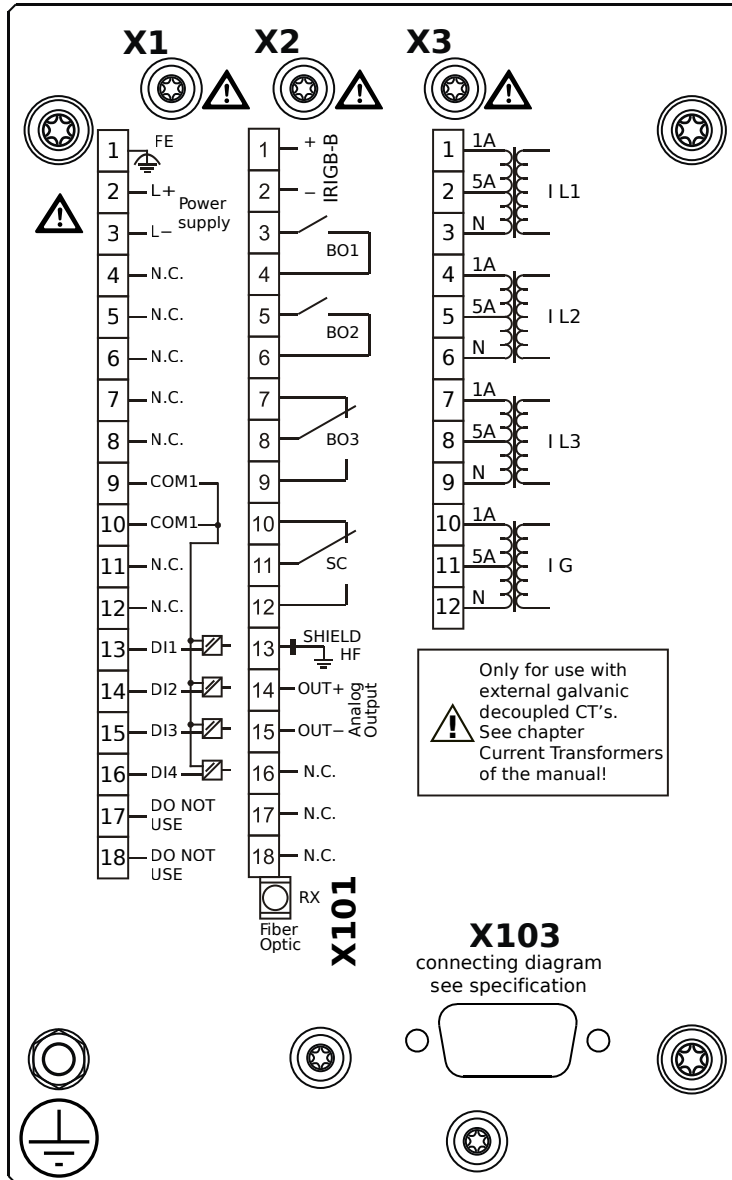 X1
X2
X3
1 FE
2 L+
3 L−
Power
supply
4 N.C.
5 N.C.
6 N.C.
7 N.C.
8 N.C.
9 COM1
10 COM1
11 N.C.
12 N.C.
13 DI1
14 DI2
15 DI3
16 DI4
17 DO NOT
USE
18 DO NOT
USE
1 +
2 −
IRIGB-B
3
4
BO1
5
6
BO2
7
8 BO3
9
10
11 SC
12
13 SHIELD
HF
14 OUT+
15 OUT−
Analog
Output
16 N.C.
17 N.C.
18 N.C.
RX
Fiber
Optic
X101
1 1A
2 5A I L1
3 N
4 1A
5 5A I L2
6 N
7 1A
8 5A I L3
9 N
10 1A
11 5A I G
12 N
Only for use with
external galvanic
decoupled CT's.
See chapter
Current Transformers
of the manual!
X103
connecting diagram
see specification